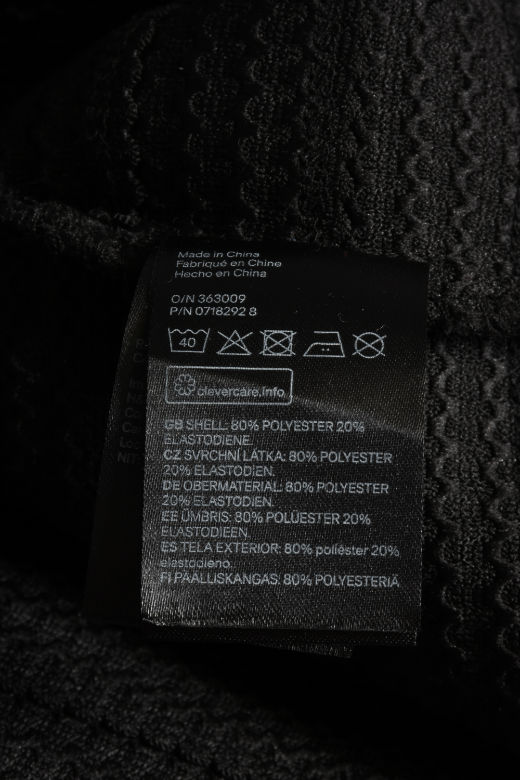 Made in China
Fabriqué en Chine
Hecho en China
O/N 363009
P/N 0718292 8
40
clevercare.info
GB SHELL: 80% POLYESTER 20%
ELASTODIENE.
CZ SVRCHNÍ LÁTKA: 80% POLYESTER
20% ELASTODIEN.
DE OBERMATERIAL: 80% POLYESTER
20% ELASTODIEN.
EE ÜMBRIS: 80% POLÜESTER 20%
ELASTODIEEN.
ES TELA EXTERIOR: 80% poliéster 20%
elastodieno.
FI PÄÄLLISKANGAS: 80% POLYESTERIÄ